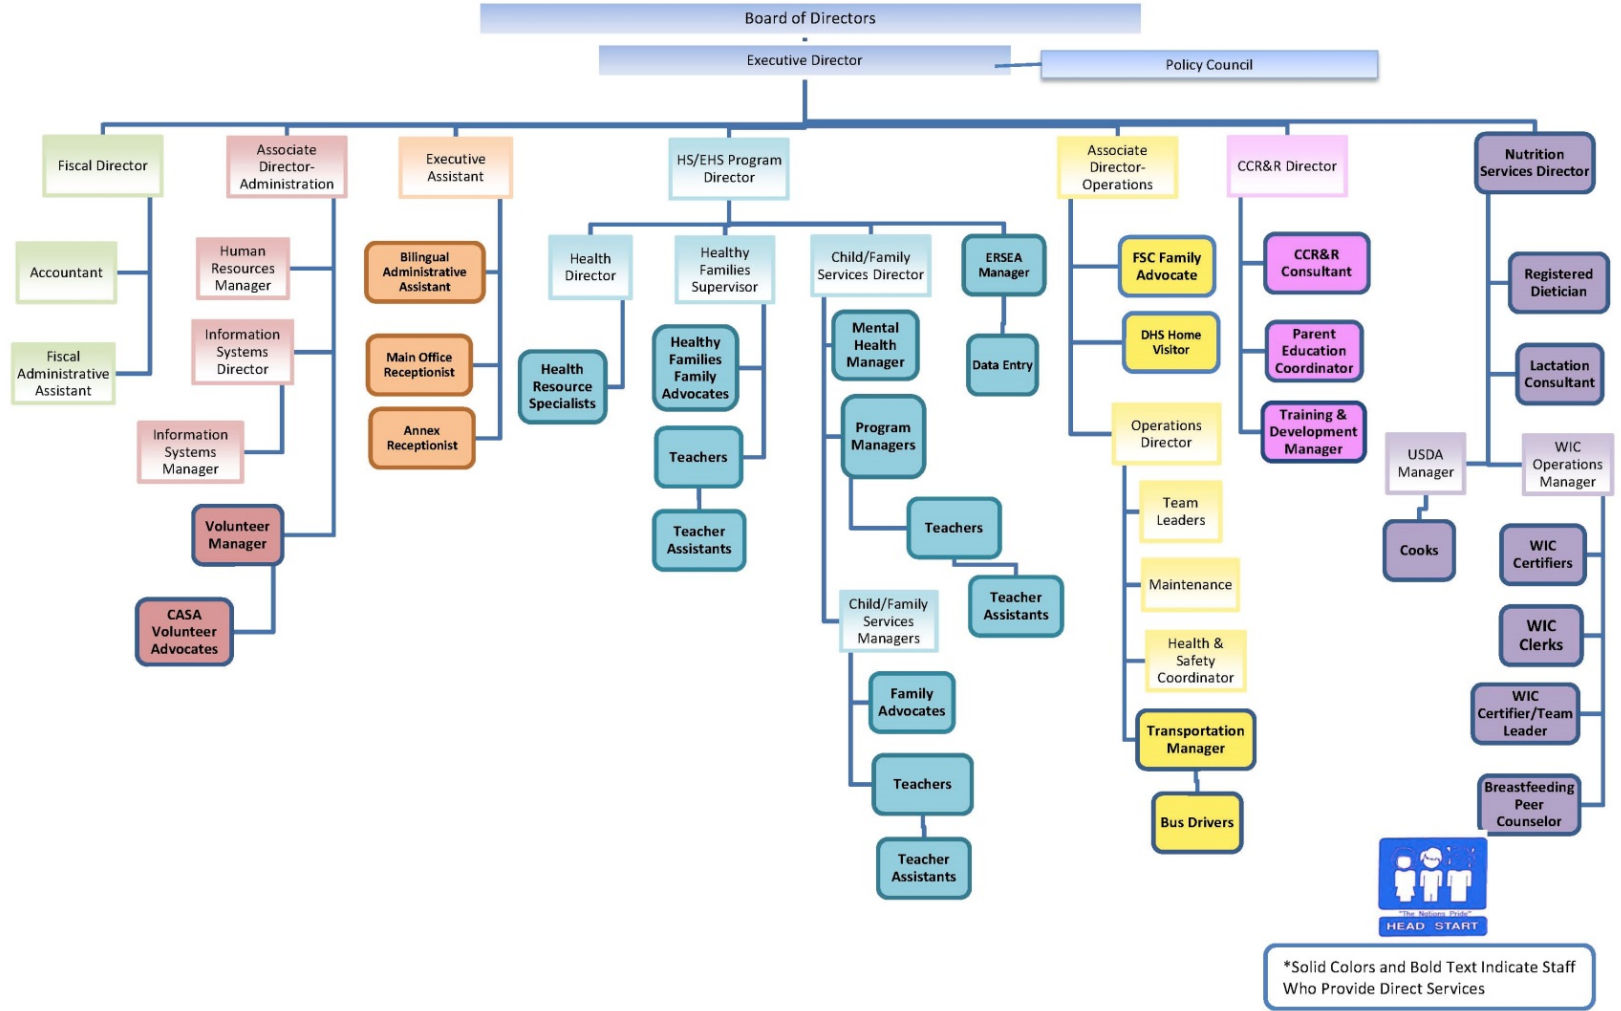 Board of Directors
Executive Director
Policy Council
Fiscal Director
Associate
Director-
Administration
Executive
Assistant
HS/EHS Program
Director
Associate
Director-
Operations
CCR&R Director
Nutrition
Services Director
Accountant
Fiscal
Administrative
Assistant
Human
Resources
Manager
Information
Systems
Director
Information
Systems
Manager
Volunteer
Manager
CASA
Volunteer
Advocates
Bilingual
Administrative
Assistant
Main Office
Receptionist
Annex
Receptionist
Health
Director
Health
Resource
Specialists
Healthy
Families
Supervisor
Healthy
Families
Family
Advocates
Teachers
Teacher
Assistants
Child/Family
Services Director
Mental
Health
Manager
Program
Managers
Teachers
Teacher
Assistants
Child/Family
Services
Managers
Family
Advocates
Teachers
Teacher
Assistants
ERSEA
Manager
Data Entry
FSC Family
Advocate
DHS Home
Visitor
Operations
Director
Team
Leaders
Maintenance
Health &
Safety
Coordinator
Transportation
Manager
Bus Drivers
CCR&R
Consultant
Parent
Education
Coordinator
Training &
Development
Manager
Registered
Dietician
Lactation
Consultant
USDA
Manager
Cooks
WIC
Operations
Manager
WIC
Certifiers
WIC
Clerks
WIC
Certifier/Team
Leader
Breastfeeding
Peer
Counselor
"The Nations Pride"
HEAD START
*Solid Colors and Bold Text Indicate Staff
Who Provide Direct Services